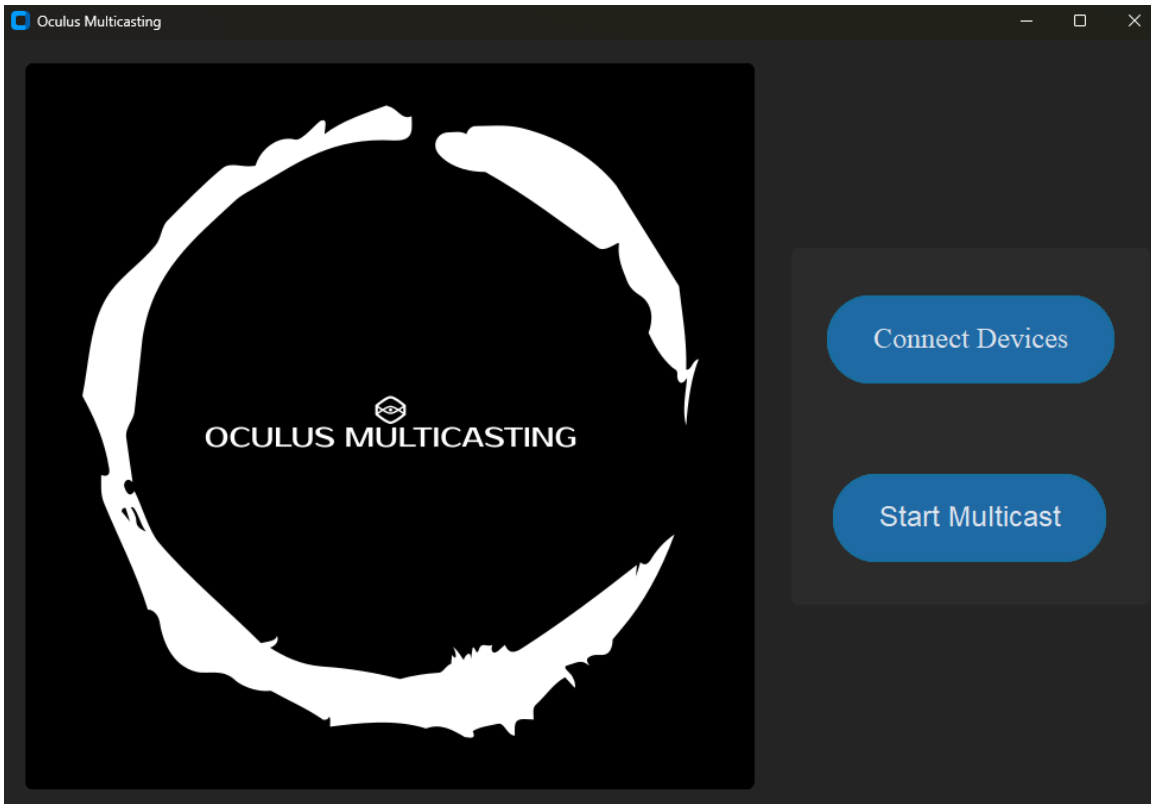 Oculus Multicasting
OCULUS MULTICASTING
Connect Devices
Start Multicast